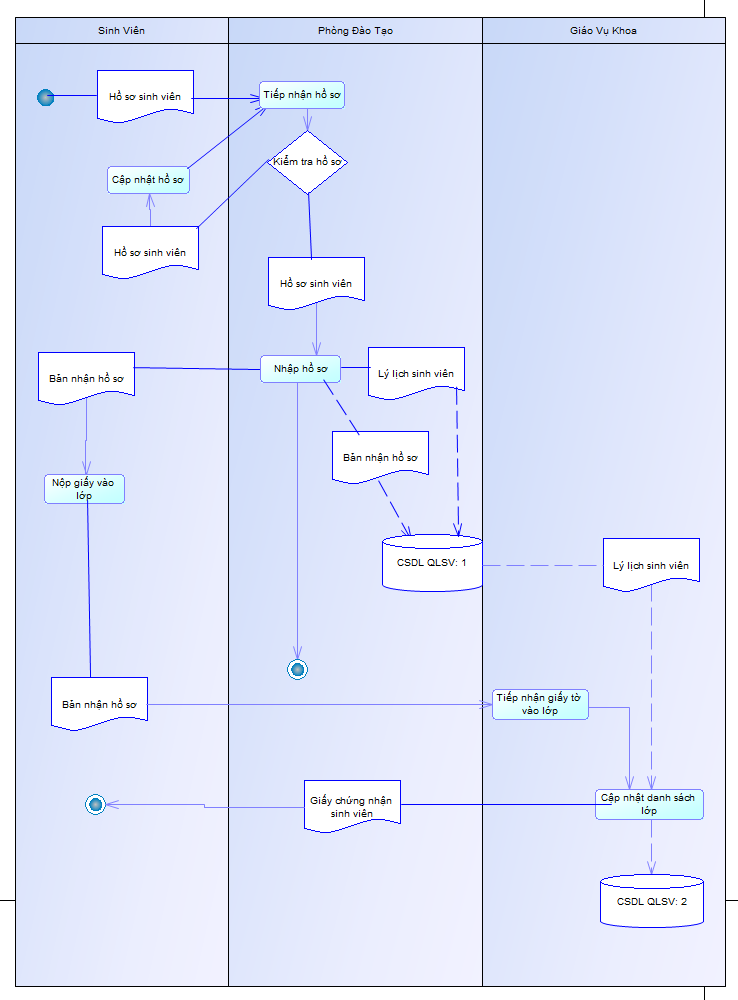 Sinh Viên
Phòng Đào Tạo
Giáo Vụ Khoa
Hồ sơ sinh viên
Tiếp nhận hồ sơ
Kiểm tra hồ sơ
Cập nhật hồ sơ
Hồ sơ sinh viên
Hồ sơ sinh viên
Bản nhận hồ sơ
Nhập hồ sơ
Lý lịch sinh viên
Bản nhận hồ sơ
Nộp giấy vào
lớp
CSDL QLSV: 1
Lý lịch sinh viên
Bản nhận hồ sơ
Tiếp nhận giấy tờ
vào lớp
Giấy chứng nhận
sinh viên
Cập nhật danh sách
lớp
CSDL QLSV: 2